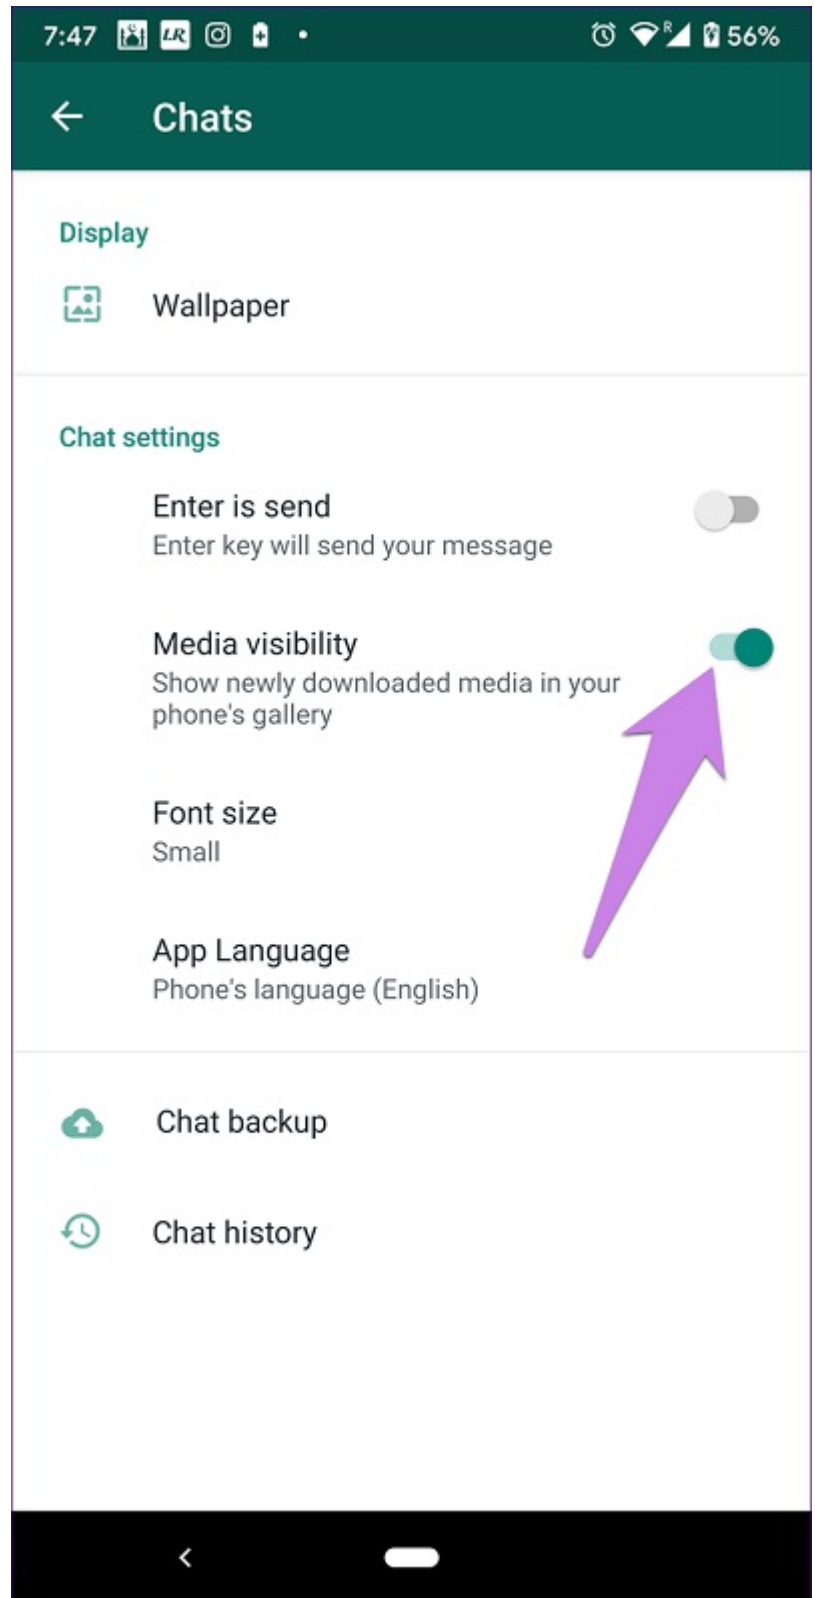 7:47 LR R 56%
Chats
Display
Wallpaper
Chat settings
Enter is send
Enter key will send your message
Media visibility
Show newly downloaded media in your
phone's gallery
Font size
Small
App Language
Phone's language (English)
Chat backup
Chat history